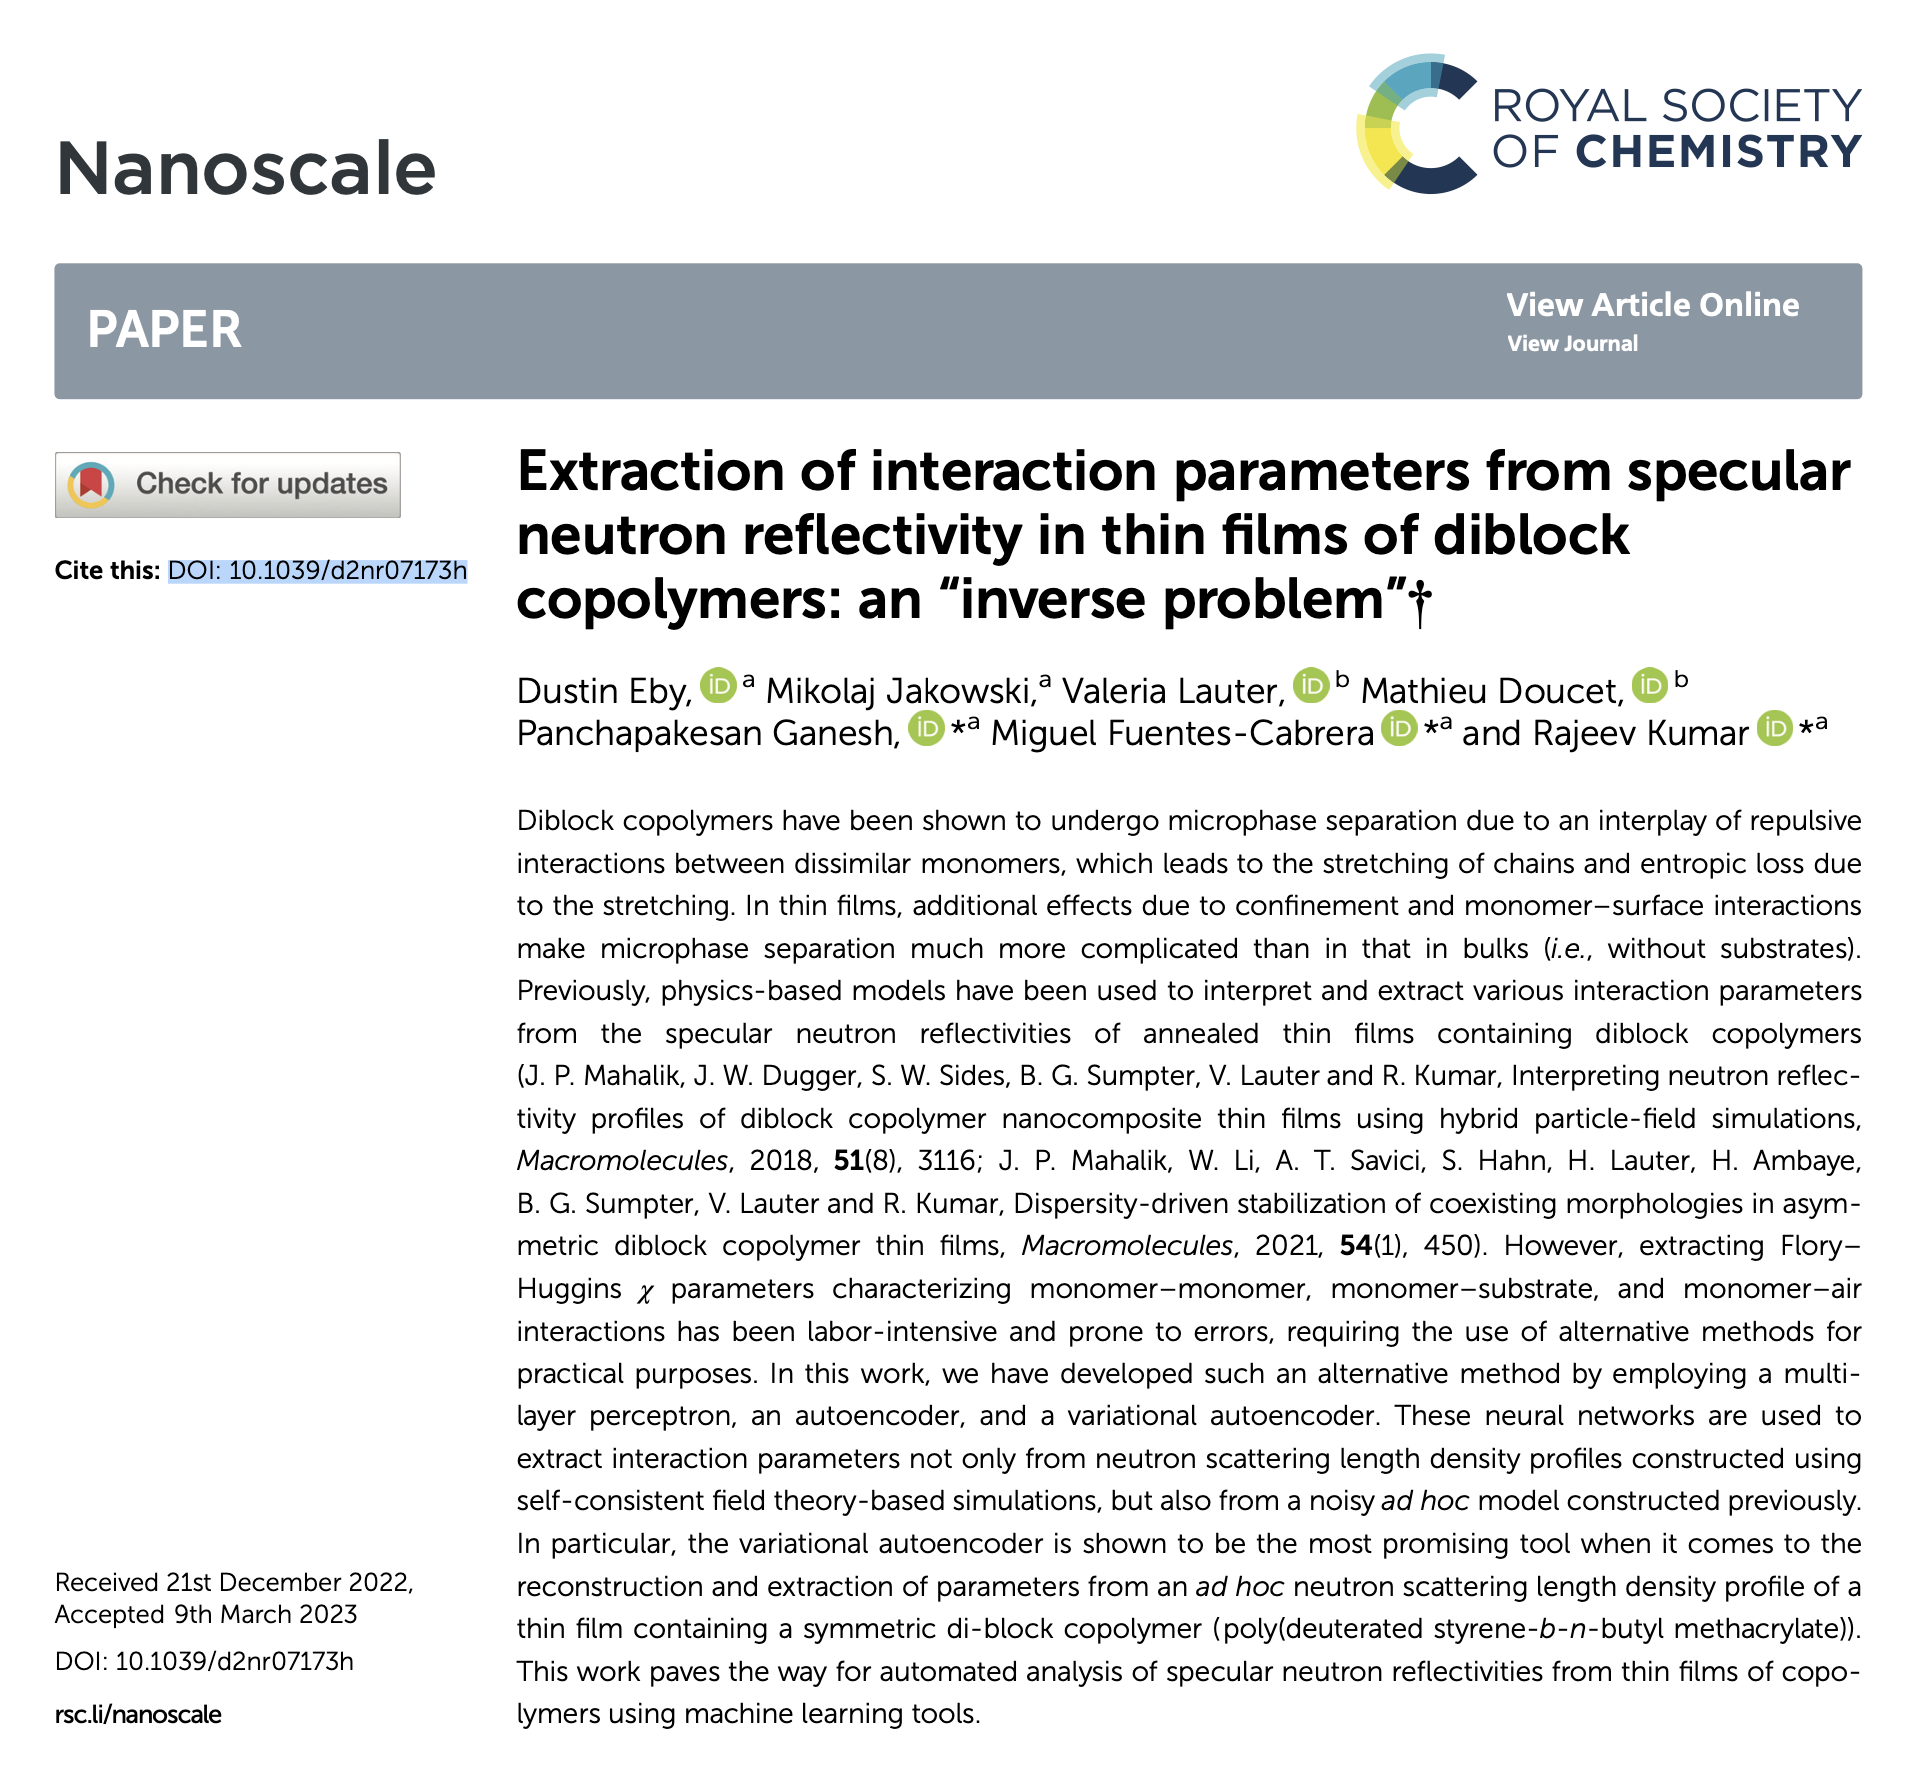 Nanoscale
ROYAL SOCIETY
OF CHEMISTRY
PAPER
View Article Online
View Journal
Check for updates
Cite this: DOI: 10.1039/d2nr07173h
Extraction of interaction parameters from specular
neutron reflectivity in thin films of diblock
copolymers: an “inverse problem”†
Dustin Eby, iD a Mikolaj Jakowski,a Valeria Lauter, iD b Mathieu Doucet, iD b
Panchapakesan Ganesh, iD *a Miguel Fuentes-Cabrera iD *a and Rajeev Kumar iD *a
Diblock copolymers have been shown to undergo microphase separation due to an interplay of repulsive
interactions between dissimilar monomers, which leads to the stretching of chains and entropic loss due
to the stretching. In thin films, additional effects due to confinement and monomer–surface interactions
make microphase separation much more complicated than in that in bulks (i.e., without substrates).
Previously, physics-based models have been used to interpret and extract various interaction parameters
from the specular neutron reflectivities of annealed thin films containing diblock copolymers
(J. P. Mahalik, J. W. Dugger, S. W. Sides, B. G. Sumpter, V. Lauter and R. Kumar, Interpreting neutron reflec-
tivity profiles of diblock copolymer nanocomposite thin films using hybrid particle-field simulations,
Macromolecules, 2018, 51(8), 3116; J. P. Mahalik, W. Li, A. T. Savici, S. Hahn, H. Lauter, H. Ambaye,
B. G. Sumpter, V. Lauter and R. Kumar, Dispersity-driven stabilization of coexisting morphologies in asym-
metric diblock copolymer thin films, Macromolecules, 2021, 54(1), 450). However, extracting Flory–
Huggins χ parameters characterizing monomer–monomer, monomer–substrate, and monomer–air
interactions has been labor-intensive and prone to errors, requiring the use of alternative methods for
practical purposes. In this work, we have developed such an alternative method by employing a multi-
layer perceptron, an autoencoder, and a variational autoencoder. These neural networks are used to
extract interaction parameters not only from neutron scattering length density profiles constructed using
self-consistent field theory-based simulations, but also from a noisy ad hoc model constructed previously.
In particular, the variational autoencoder is shown to be the most promising tool when it comes to the
reconstruction and extraction of parameters from an ad hoc neutron scattering length density profile of a
thin film containing a symmetric di-block copolymer (poly(deuterated styrene-b-n-butyl methacrylate)).
This work paves the way for automated analysis of specular neutron reflectivities from thin films of copo-
lymers using machine learning tools.
Received 21st December 2022,
Accepted 9th March 2023
DOI: 10.1039/d2nr07173h
rsc.li/nanoscale